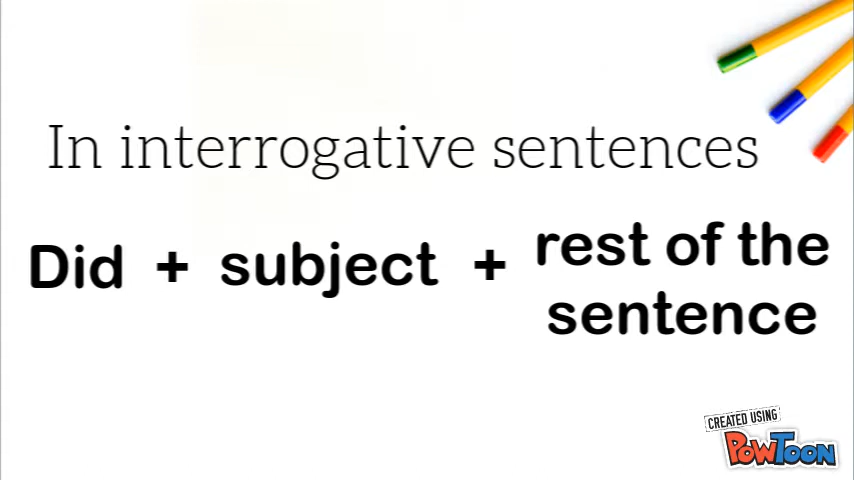 In interrogative sentences
Did + subject + rest of the
sentence
CREATED USING
POWTOON